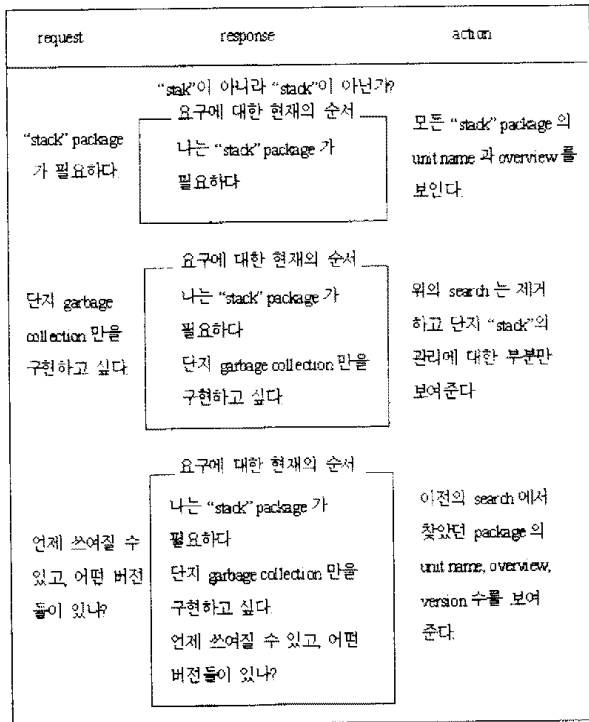 request response action
“stak”이 아니라 “stack”이 아닌가?
“stack” package
가 필요하다.
요구에 대한 현재의 순서
나는 “stack” package 가
필요하다
모든 “stack” package 의
unit name 과 overview 를
보인다.
단지 garbage
collection 만을
구현하고 싶다.
요구에 대한 현재의 순서
나는 “stack” package 가
필요하다
단지 garbage collection 만을
구현하고 싶다.
위의 search 는 제거
하고 단지 “stack”의
관리에 대한 부분만
보여준다
언제 쓰여질 수
있고, 어떤 버전
들이 있나?
요구에 대한 현재의 순서
나는 “stack” package 가
필요하다
단지 garbage collection 만을
구현하고 싶다.
언제 쓰여질 수 있고, 어떤
버전들이 있나?
이전의 search 에서
찾았던 package 의
unit name, overview,
version 수를 보여
준다.